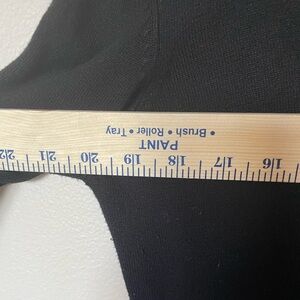 PAINT
• Brush • Roller • Tray
16 17 18 19 20 21 22